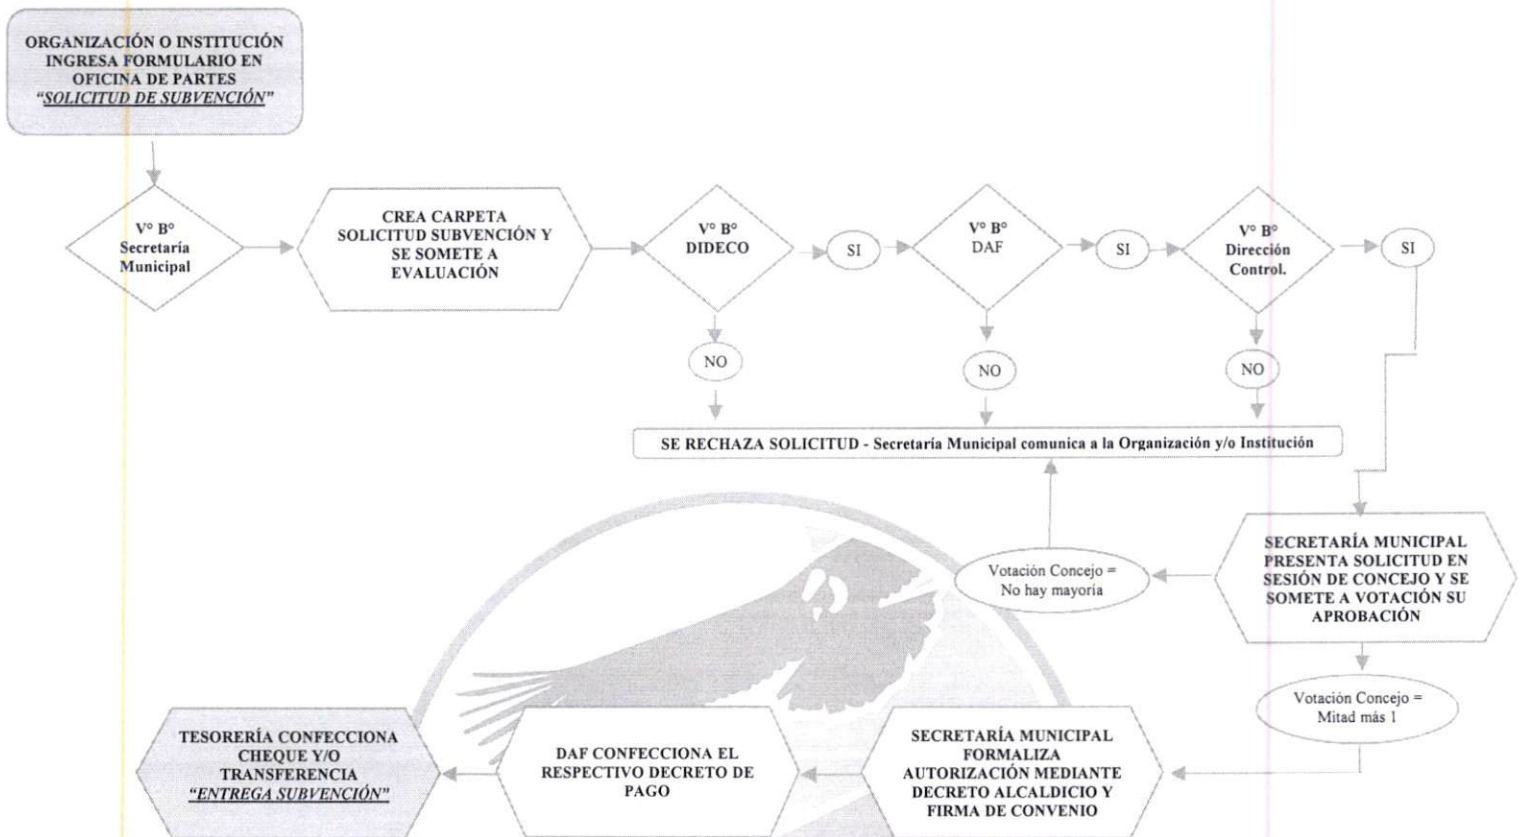 ORGANIZACIÓN O INSTITUCIÓN
INGRESA FORMULARIO EN
OFICINA DE PARTES
“SOLICITUD DE SUBVENCIÓN”
V° B°
Secretaría
Municipal
CREA CARPETA
SOLICITUD SUBVENCIÓN Y
SE SOMETE A
EVALUACIÓN
V° B°
DIDECO
SI
V° B°
DAF
SI
V° B°
Dirección
Control.
SI
NO
NO
NO
SE RECHAZA SOLICITUD - Secretaría Municipal comunica a la Organización y/o Institución
SECRETARÍA MUNICIPAL
PRESENTA SOLICITUD EN
SESIÓN DE CONCEJO Y SE
SOMETE A VOTACIÓN SU
APROBACIÓN
Votación Concejo =
No hay mayoría
Votación Concejo =
Mitad más 1
SECRETARÍA MUNICIPAL
FORMALIZA
AUTORIZACIÓN MEDIANTE
DECRETO ALCALDICIO Y
FIRMA DE CONVENIO
DAF CONFECCIONA EL
RESPECTIVO DECRETO DE
PAGO
TESORERÍA CONFECCIONA
CHEQUE Y/O
TRANSFERENCIA
“ENTREGA SUBVENCIÓN”